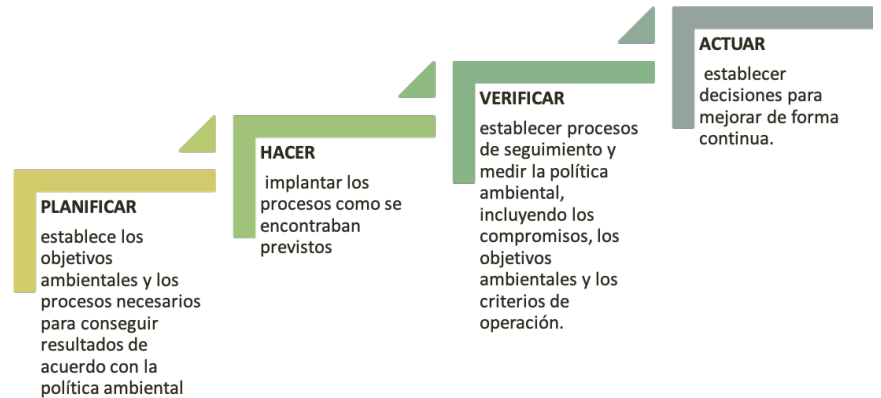 PLANIFICAR
establece los
objetivos
ambientales y los
procesos necesarios
para conseguir
resultados de
acuerdo con la
política ambiental
HACER
implantar los
procesos como se
encontraban
previstos
VERIFICAR
establecer procesos
de seguimiento y
medir la política
ambiental,
incluyendo los
compromisos, los
objetivos
ambientales y los
criterios de
operación.
ACTUAR
establecer
decisiones para
mejorar de forma
continua.